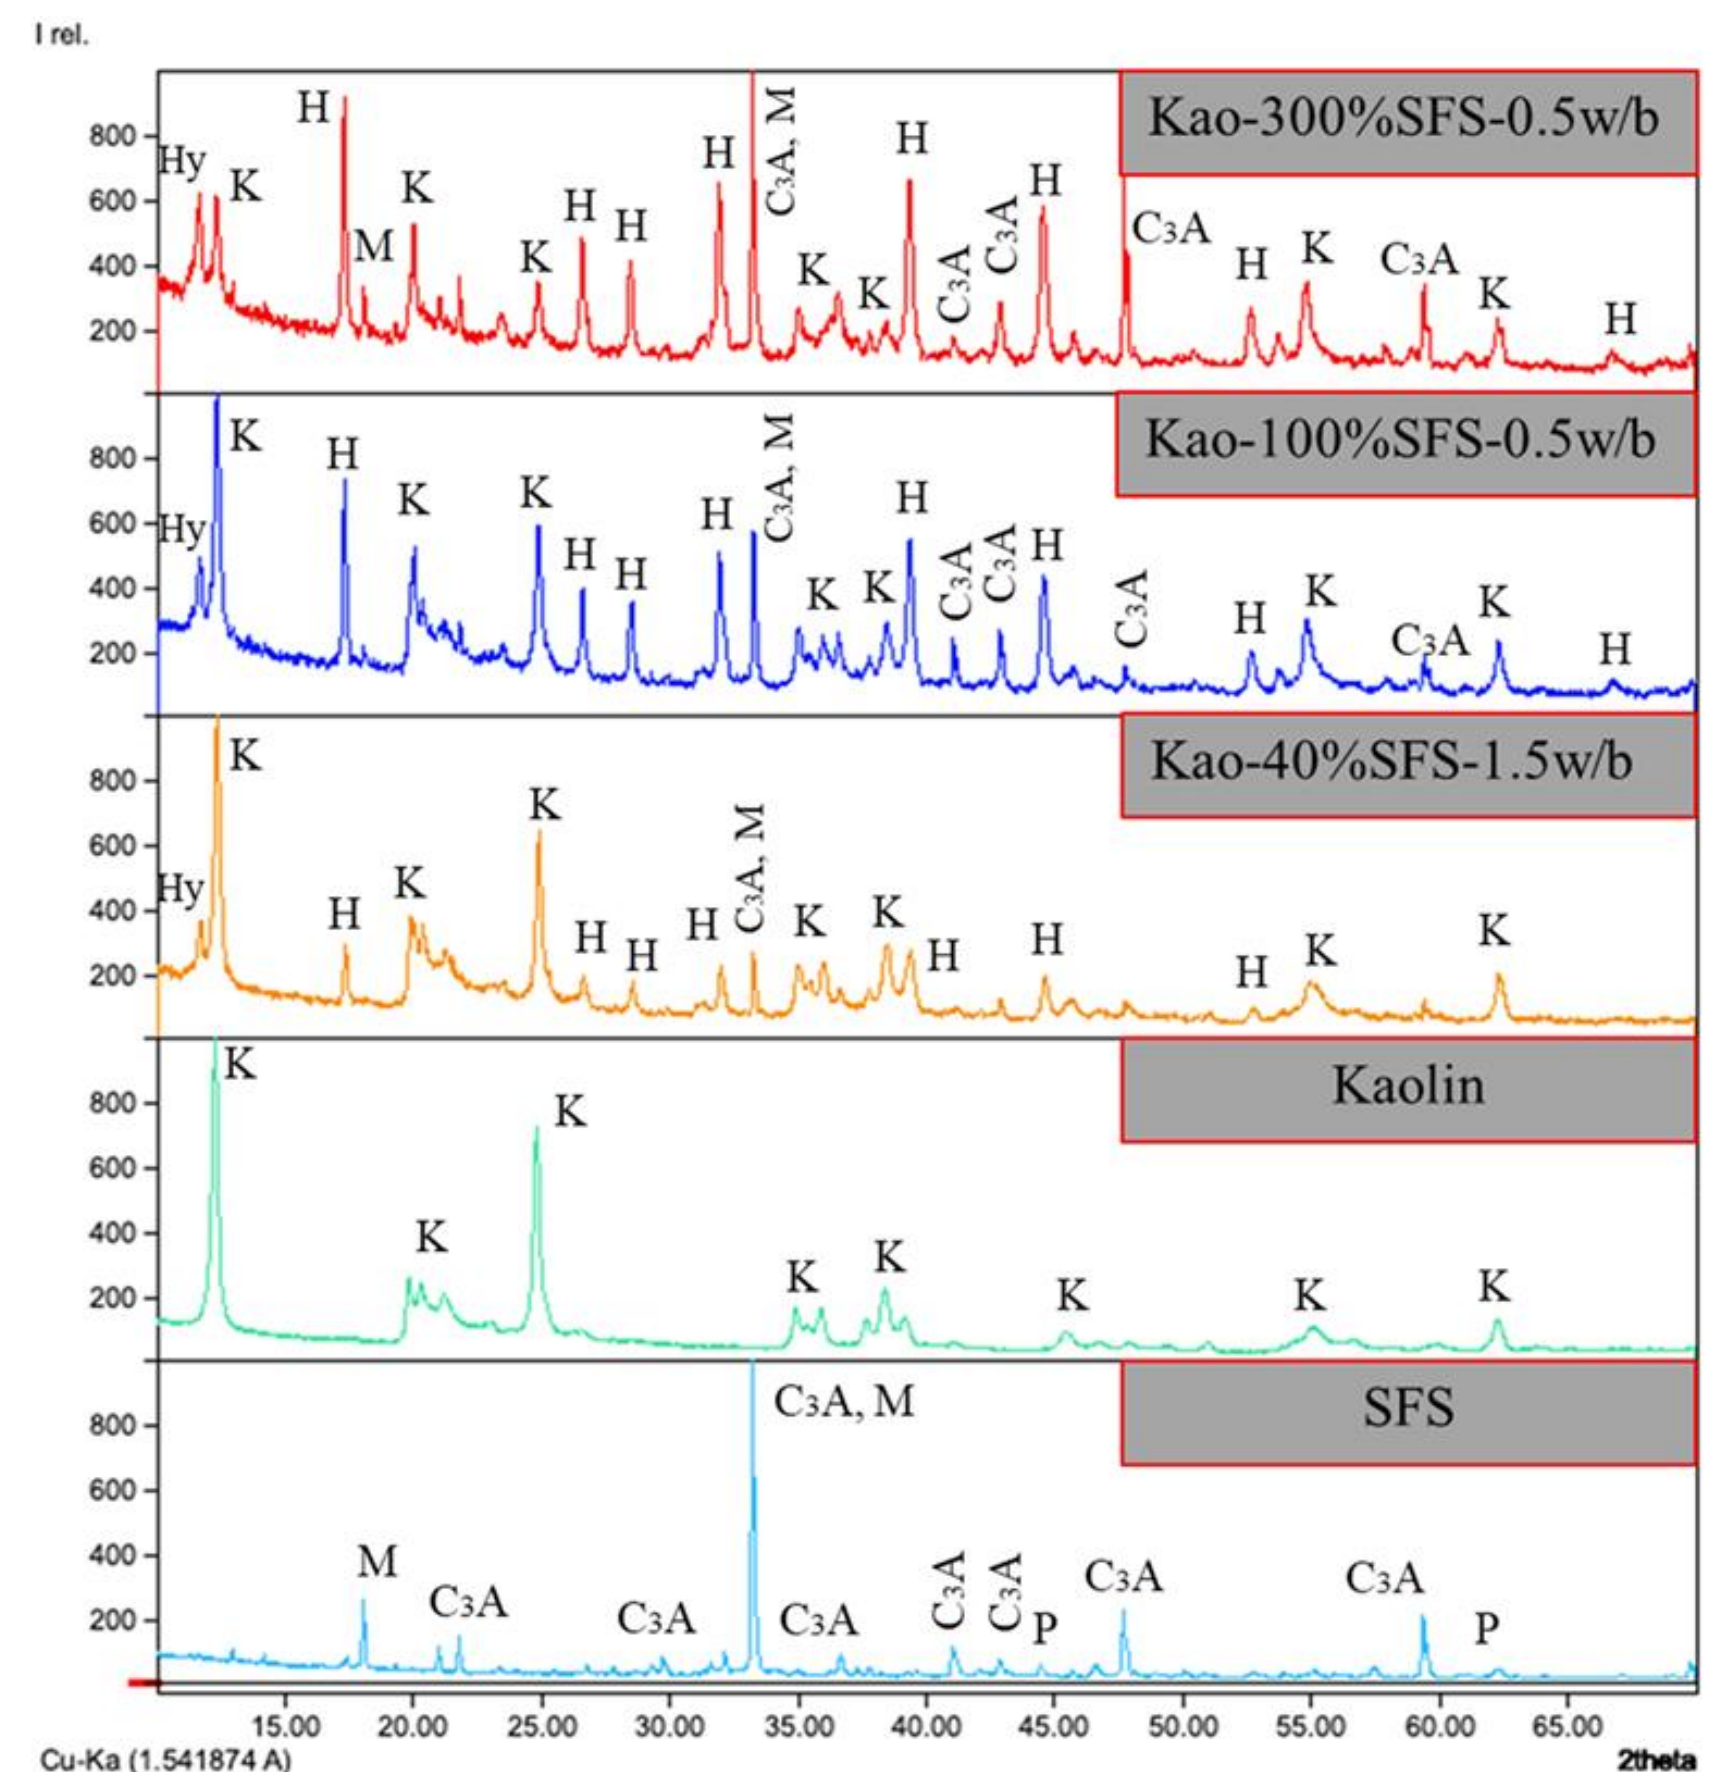 I rel.
Kao-300%SFS-0.5w/b
800
600
400
200
Hy
K
H
M
K
K
H
H
H
C₃A, M
K
K
H
C₃A
C₃A
H
C₃A
H
K
C₃A
K
H
Kao-100%SFS-0.5w/b
800
600
400
200
Hy
K
H
K
K
H
H
H
C₃A, M
K
K
H
C₃A
C₃A
H
C₃A
H
K
C₃A
K
H
Kao-40%SFS-1.5w/b
800
600
400
200
Hy
K
H
K
K
H
H
H
C₃A, M
K
K
H
H
H
K
K
Kaolin
800
600
400
200
K
K
K
K
K
K
K
K
SFS
800
600
400
200
M
C₃A
C₃A
C₃A, M
C₃A
C₃A
C₃A
P
C₃A
C₃A
P
15.00 20.00 25.00 30.00 35.00 40.00 45.00 50.00 55.00 60.00 65.00
Cu-Ka (1.541874 A) 2theta